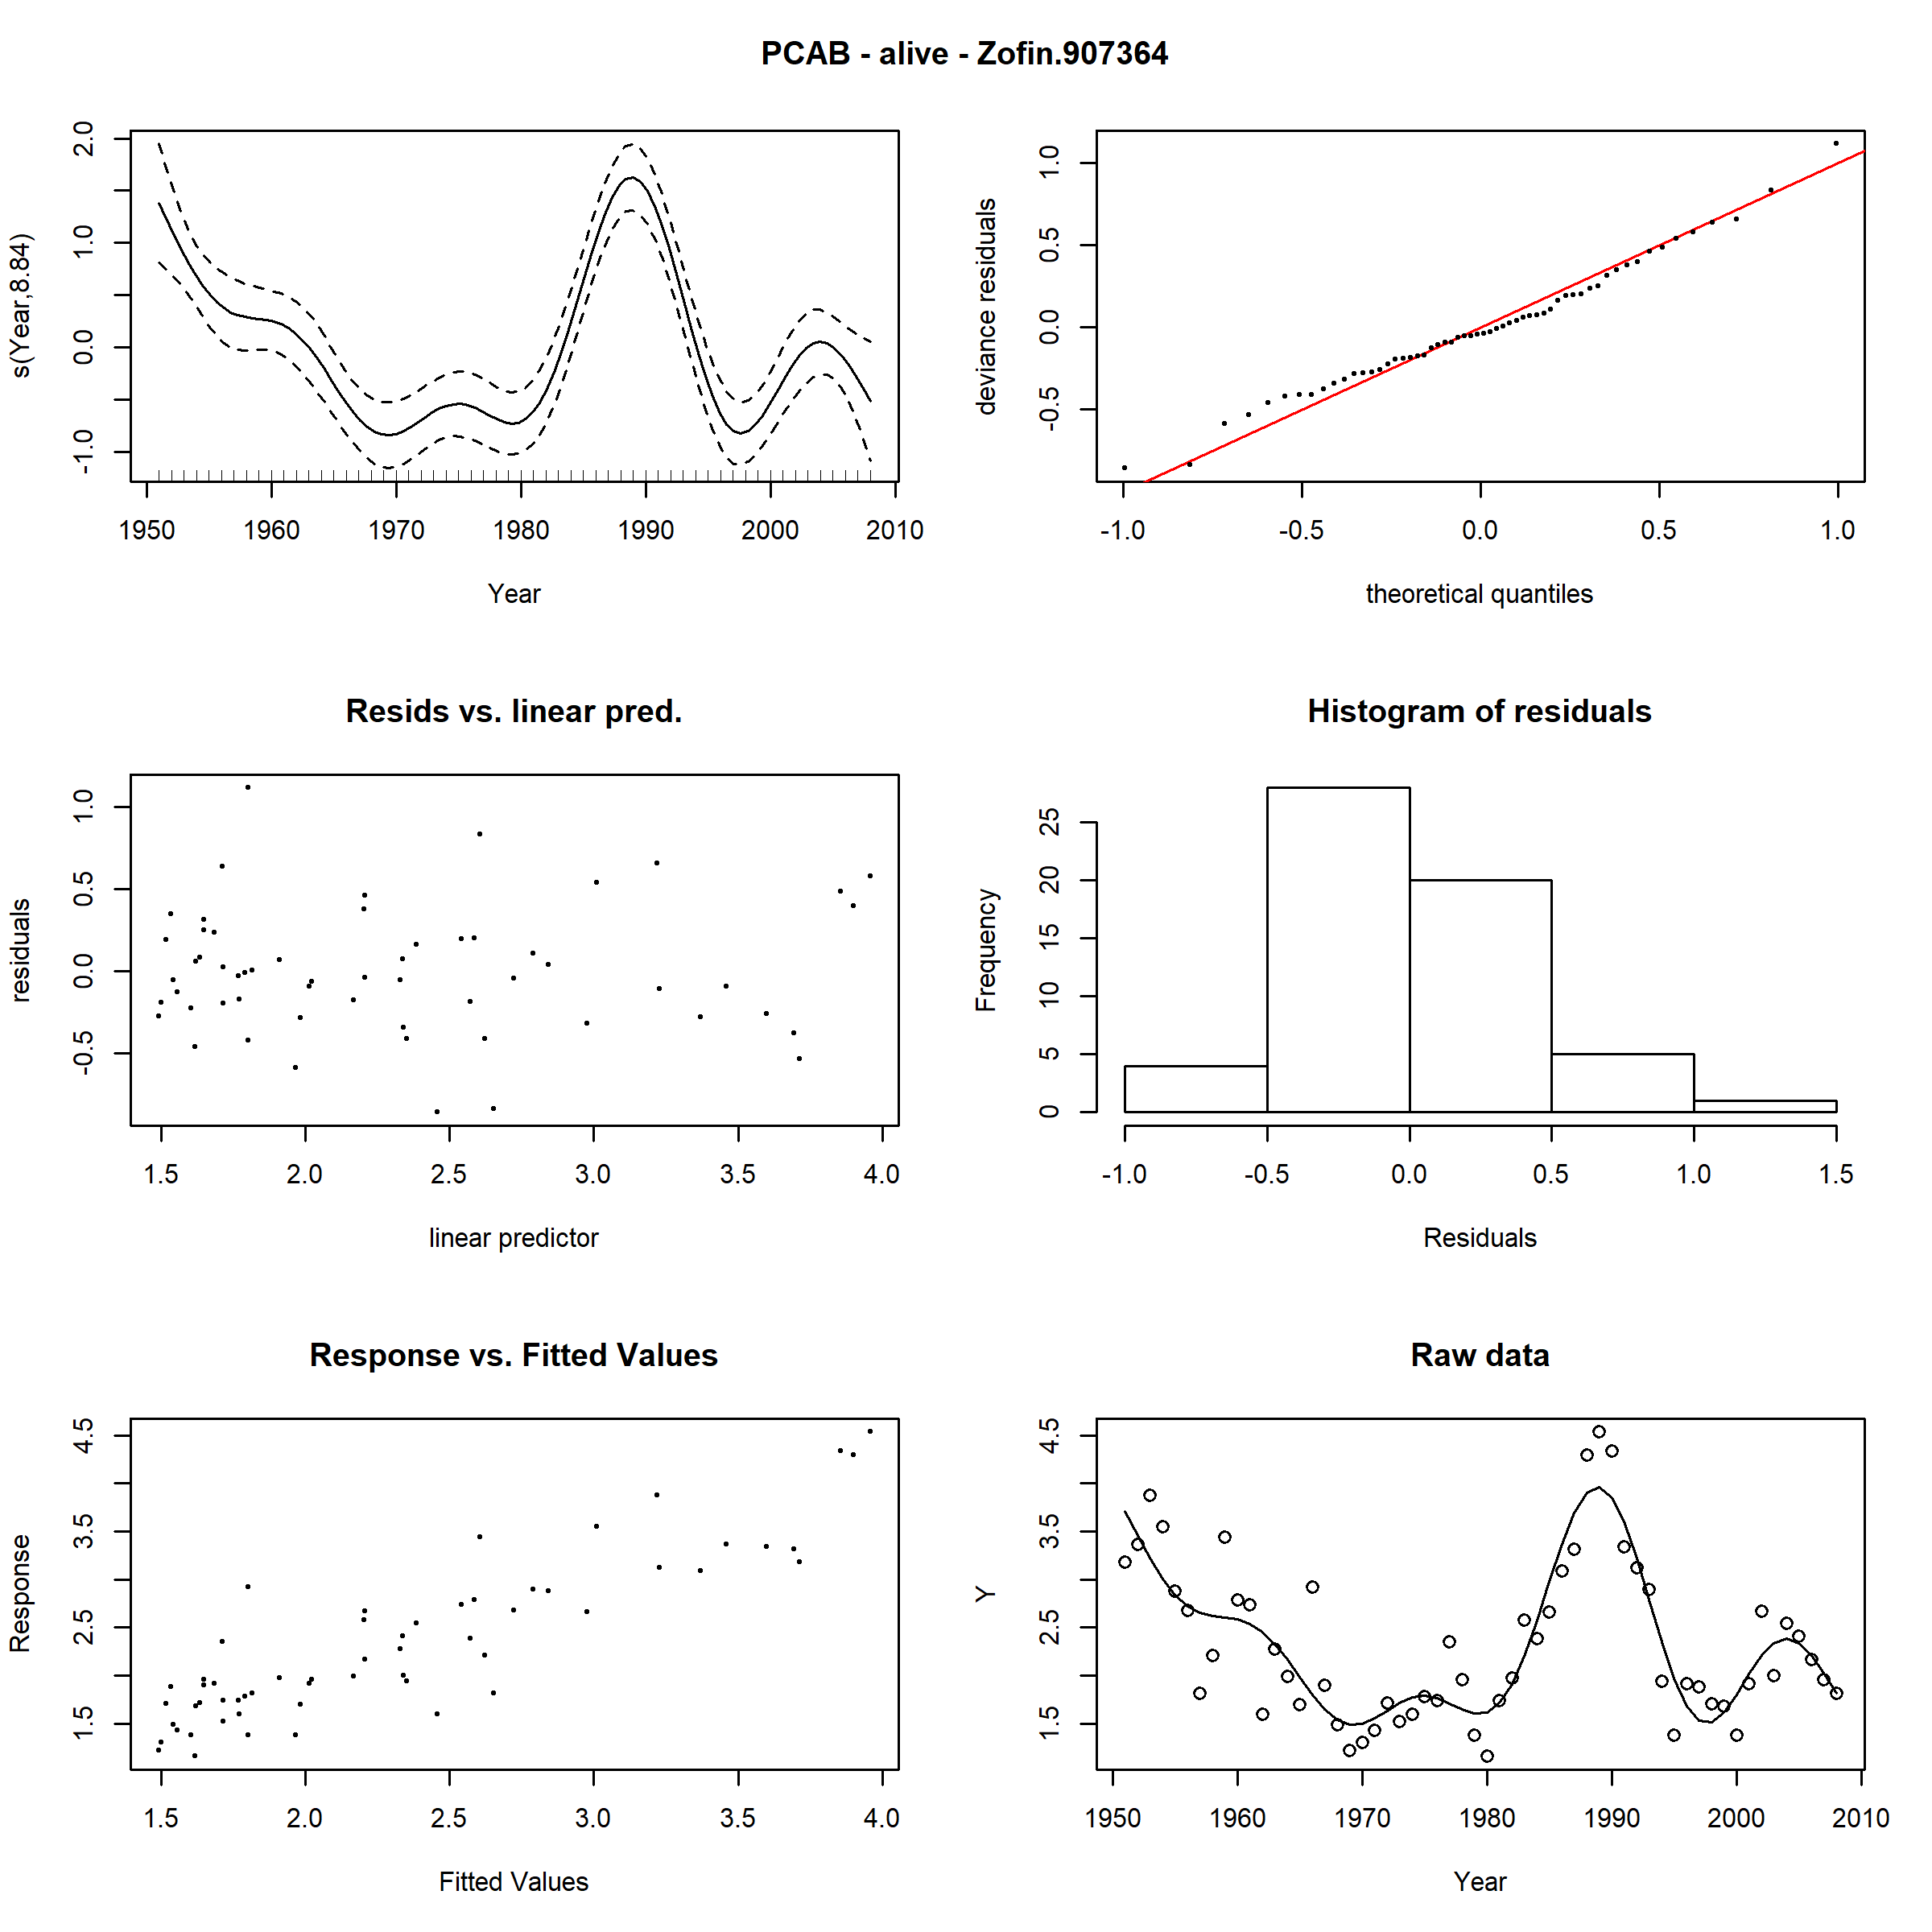 PCAB - alive - Zofin.907364
s(Year,8.84)
-1.0 0.0 1.0 2.0
1950 1960 1970 1980 1990 2000 2010
Year
deviance residuals
-0.5 0.0 0.5 1.0
-1.0 -0.5 0.0 0.5 1.0
theoretical quantiles
Resids vs. linear pred.
residuals
-0.5 0.0 0.5 1.0
1.5 2.0 2.5 3.0 3.5 4.0
linear predictor
Histogram of residuals
Frequency
0 5 10 15 20 25
-1.0 -0.5 0.0 0.5 1.0 1.5
Residuals
Response vs. Fitted Values
Response
1.5 2.5 3.5 4.5
1.5 2.0 2.5 3.0 3.5 4.0
Fitted Values
Raw data
Y
1.5 2.5 3.5 4.5
1950 1960 1970 1980 1990 2000 2010
Year